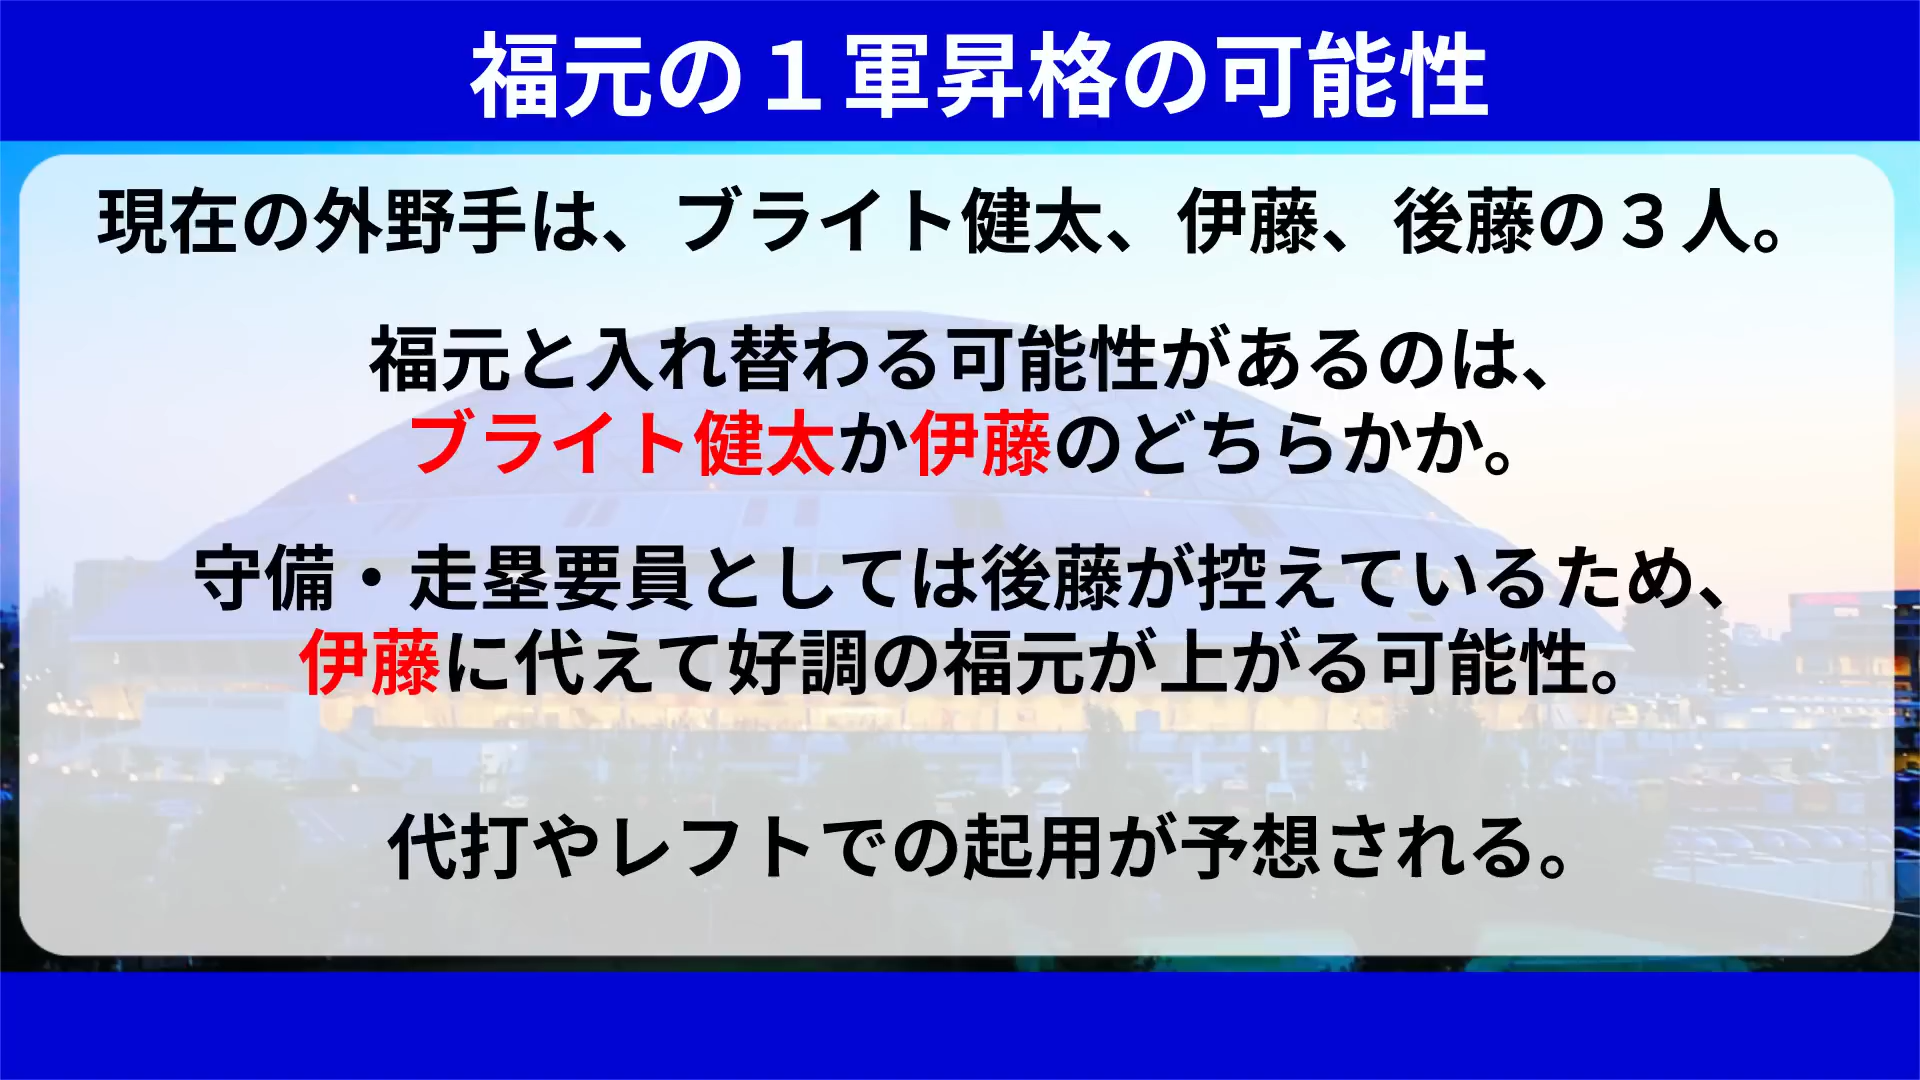 福元の１軍昇格の可能性
現在の外野手は、ブライト健太、伊藤、後藤の３人。
福元と入れ替わる可能性があるのは、
ブライト健太か伊藤のどちらかか。
守備・走塁要員としては後藤が控えているため、
伊藤に代えて好調の福元が上がる可能性。
代打やレフトでの起用が予想される。